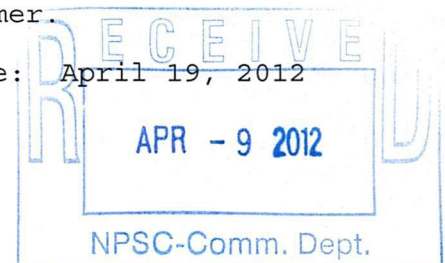 mer.
RECEIVED
e: April 19, 2012
APR - 9 2012
NPSC-Comm. Dept.